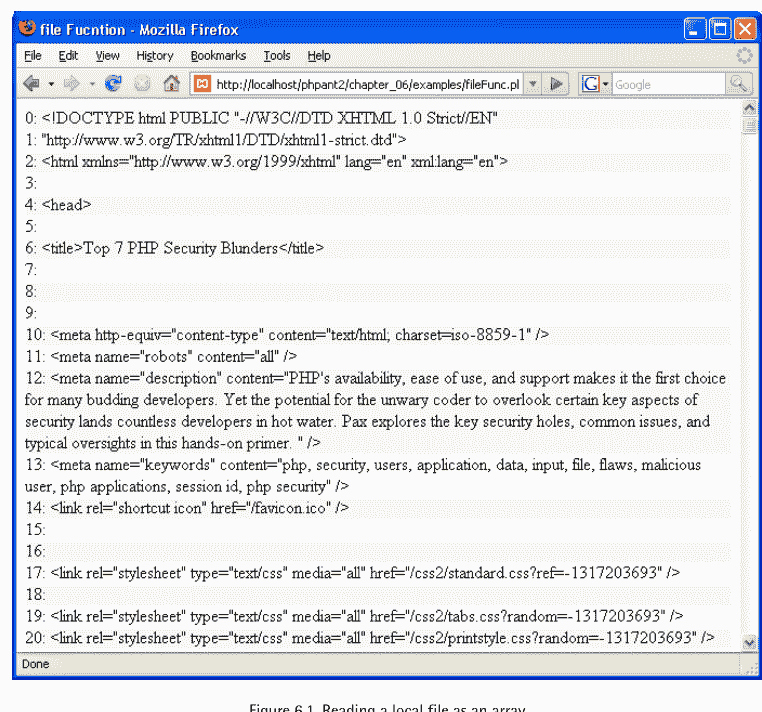 file Fucntion - Mozilla Firefox
File Edit View History Bookmarks Tools Help
http://localhost/phpant2/chapter_06/examples/fileFunc.pl
G Google
0: <!DOCTYPE html PUBLIC "-//W3C//DTD XHTML 1.0 Strict//EN"
1: "http://www.w3.org/TR/xhtml1/DTD/xhtml1-strict.dtd">
2: <html xmlns="http://www.w3.org/1999/xhtml" lang="en" xml:lang="en">
3:
4: <head>
5:
6: <title>Top 7 PHP Security Blunders</title>
7:
8:
9:
10: <meta http-equiv="content-type" content="text/html; charset=iso-8859-1" />
11: <meta name="robots" content="all" />
12: <meta name="description" content="PHP's availability, ease of use, and support makes it the first choice
for many budding developers. Yet the potential for the unwary coder to overlook certain key aspects of
security lands countless developers in hot water. Pax explores the key security holes, common issues, and
typical oversights in this hands-on primer. " />
13: <meta name="keywords" content="php, security, users, application, data, input, file, flaws, malicious
user, php applications, session id, php security" />
14: <link rel="shortcut icon" href="/favicon.ico" />
15:
16:
17: <link rel="stylesheet" type="text/css" media="all" href="/css2/standard.css?ref=-1317203693" />
18:
19: <link rel="stylesheet" type="text/css" media="all" href="/css2/tabs.css?random=-1317203693" />
20: <link rel="stylesheet" type="text/css" media="all" href="/css2/printstyle.css?random=-1317203693" />
Done
Figure 6.1. Reading a local file as an array